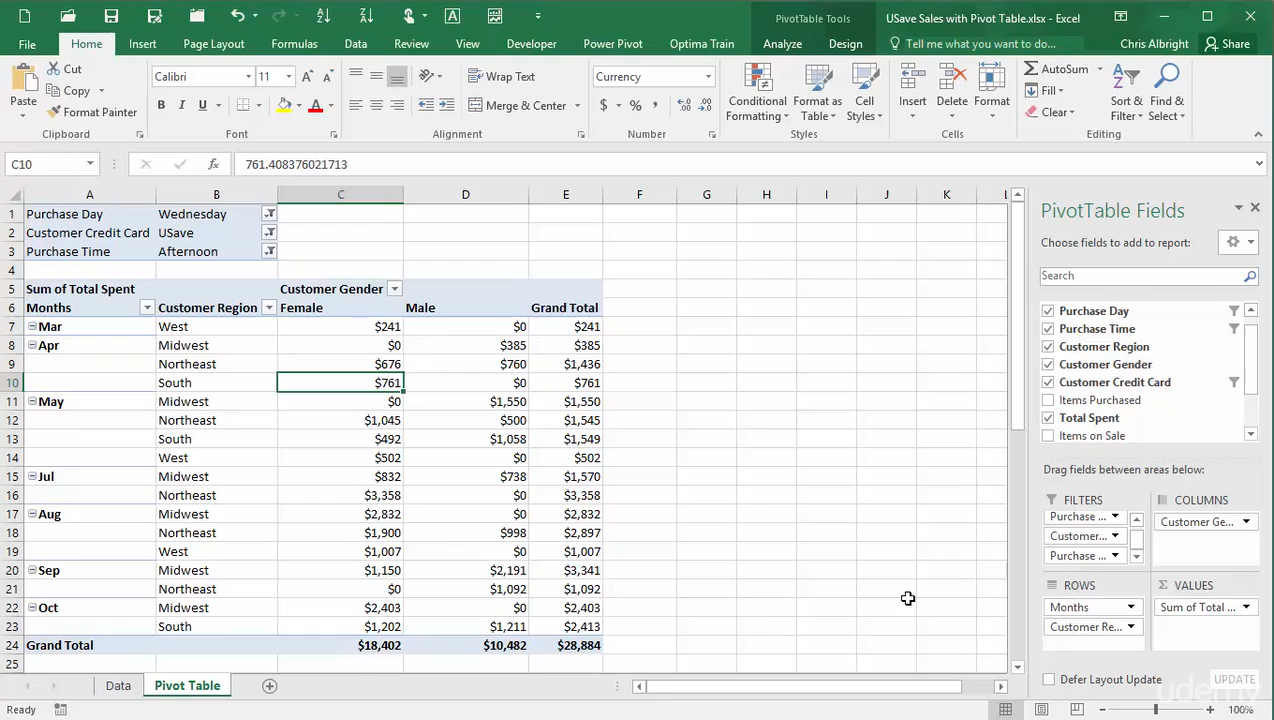 PivotTable Tools
USave Sales with Pivot Table.xlsx - Excel
File Home Insert Page Layout Formulas Data Review View Developer Power Pivot Optima Train Analyze Design Tell me what you want to do... Chris Albright Share
Paste
Cut
Copy
Format Painter
Clipboard
Calibri 11
B I U
A
Font
Wrap Text
Merge & Center
Alignment
Currency
$ % ,
Number
Conditional Formatting
Format as Table
Cell Styles
Styles
Insert Delete Format
Cells
AutoSum
Fill
Clear
Sort & Filter
Find & Select
Editing
C10 fx 761.408376021713
A B C D E F G H I J K L
1 Purchase Day Wednesday
2 Customer Credit Card USave
3 Purchase Time Afternoon
4
5 Sum of Total Spent Customer Gender
6 Months Customer Region Female Male Grand Total
7 Mar West $241 $0 $241
8 Apr Midwest $0 $385 $385
9 Northeast $676 $760 $1,436
10 South $761 $0 $761
11 May Midwest $0 $1,550 $1,550
12 Northeast $1,045 $500 $1,545
13 South $492 $1,058 $1,549
14 West $502 $0 $502
15 Jul Midwest $832 $738 $1,570
16 Northeast $3,358 $0 $3,358
17 Aug Midwest $2,832 $0 $2,832
18 Northeast $1,900 $998 $2,897
19 West $1,007 $0 $1,007
20 Sep Midwest $1,150 $2,191 $3,341
21 Northeast $0 $1,092 $1,092
22 Oct Midwest $2,403 $0 $2,403
23 South $1,202 $1,211 $2,413
24 Grand Total $18,402 $10,482 $28,884
25
PivotTable Fields
Choose fields to add to report:
Search
Purchase Day
Purchase Time
Customer Region
Customer Gender
Customer Credit Card
Items Purchased
Total Spent
Items on Sale
Drag fields between areas below:
FILTERS
Purchase ...
Customer...
Purchase ...
COLUMNS
Customer Ge...
ROWS
Months
Customer Re...
Σ VALUES
Sum of Total ...
Defer Layout Update UPDATE
Data Pivot Table
udemy
Ready 100%